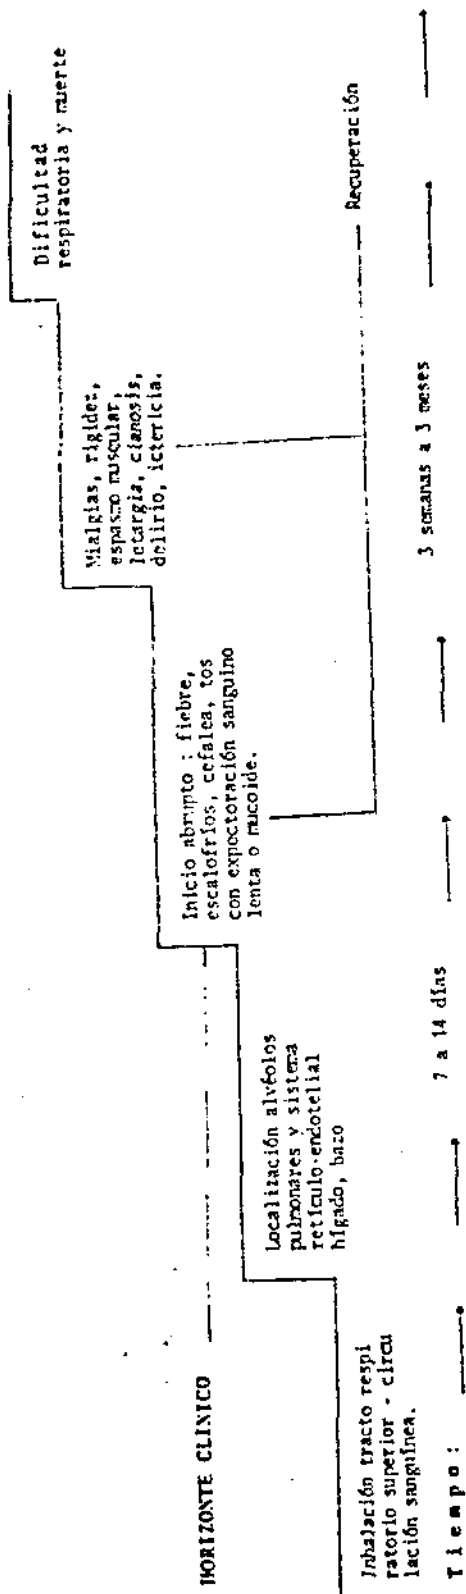 HORIZONTE CLINICO
Inhalación tracto respi
ratorio superior - circu
lación sanguínea.
Localización alvéolos
pulmonares y sistema
retículo-endotelial
hígado, bazo
Inicio abrupto : fiebre,
escalofríos, cefalea, tos
con expectoración sanguino
lenta o mucoide.
Mialgias, rigidez,
espasmo muscular,
letargia, cianosis,
delirio, ictericia.
Dificultad
respiratoria y muerte
Recuperación
Tiempo :
7 a 14 días
3 semanas a 3 meses